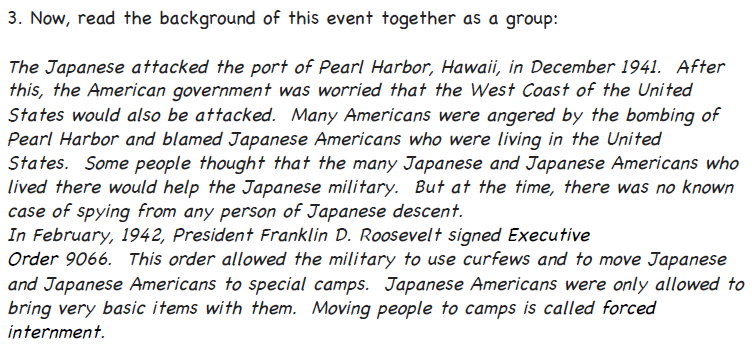 3. Now, read the background of this event together as a group:
The Japanese attacked the port of Pearl Harbor, Hawaii, in December 1941. After
this, the American government was worried that the West Coast of the United
States would also be attacked. Many Americans were angered by the bombing of
Pearl Harbor and blamed Japanese Americans who were living in the United
States. Some people thought that the many Japanese and Japanese Americans who
lived there would help the Japanese military. But at the time, there was no known
case of spying from any person of Japanese descent.
In February, 1942, President Franklin D. Roosevelt signed Executive
Order 9066. This order allowed the military to use curfews and to move Japanese
and Japanese Americans to special camps. Japanese Americans were only allowed to
bring very basic items with them. Moving people to camps is called forced
internment.